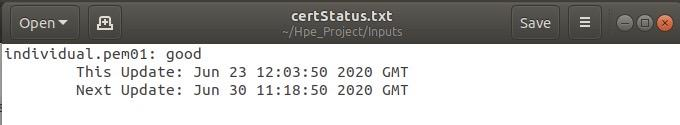 Open
certStatus.txt
~/Hpe_Project/Inputs
Save
individual.pem01: good
This Update: Jun 23 12:03:50 2020 GMT
Next Update: Jun 30 11:18:50 2020 GMT